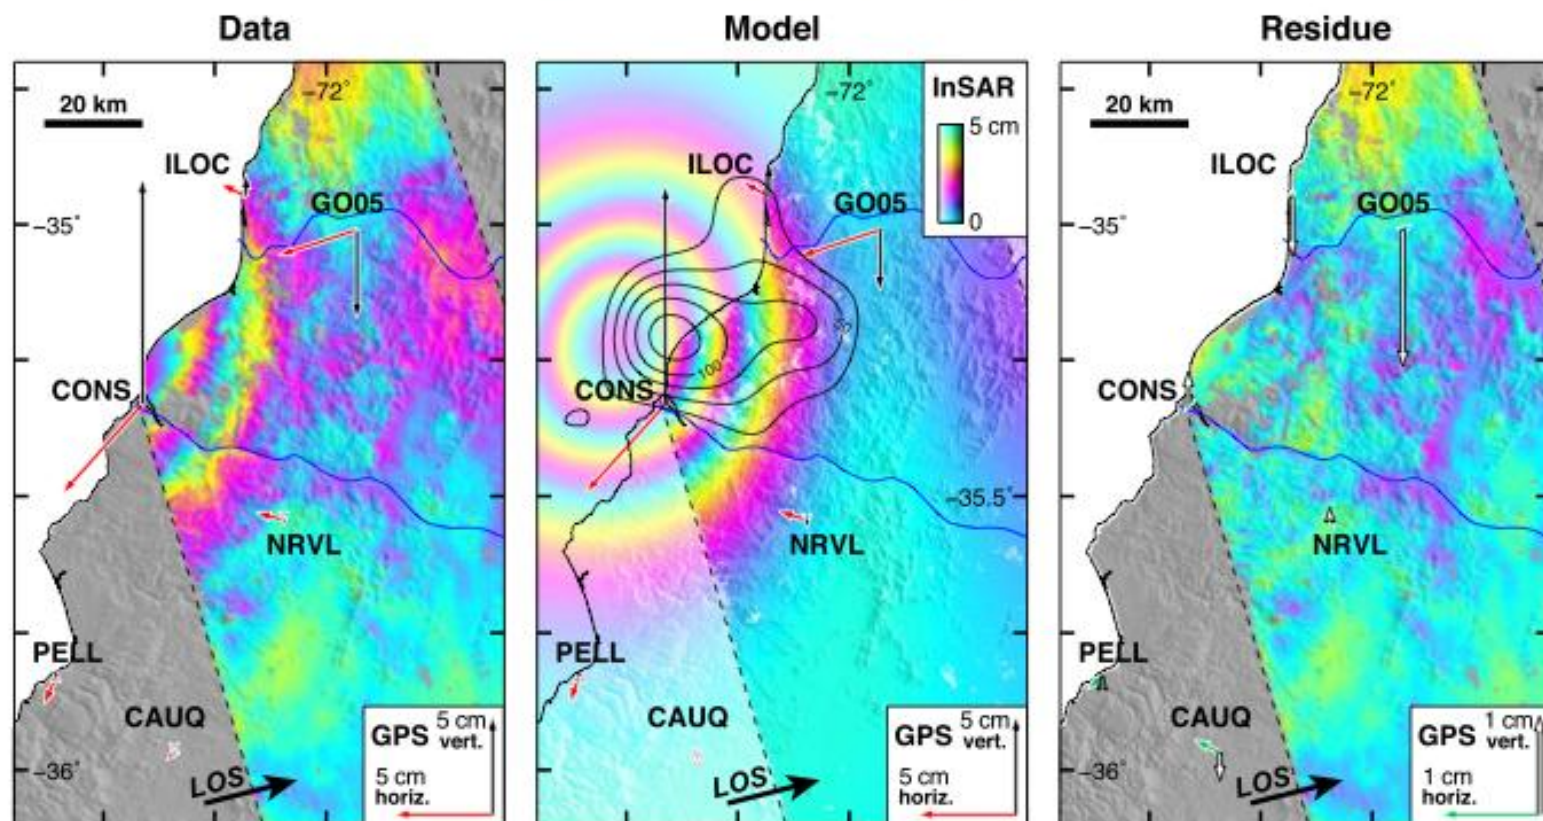 Data
20 km
−72˚
ILOC
GO05
−35˚
CONS
NRVL
PELL
CAUQ
−36˚
LOS
GPS
5 cm
vert.
5 cm
horiz.
Model
−72˚
InSAR
5 cm
0
ILOC
GO05
50
100
CONS
−35.5˚
NRVL
PELL
CAUQ
LOS
GPS
5 cm
vert.
5 cm
horiz.
Residue
20 km
−72˚
ILOC
GO05
−35˚
CONS
NRVL
PELL
CAUQ
−36˚
LOS
GPS
1 cm
vert.
1 cm
horiz.